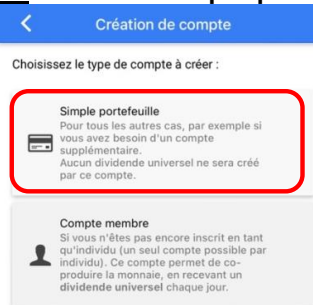 Création de compte
Choisissez le type de compte à créer :
Simple portefeuille
Pour tous les autres cas, par exemple si
vous avez besoin d'un compte
supplémentaire.
Aucun dividende universel ne sera créé
par ce compte.
Compte membre
Si vous n'êtes pas encore inscrit en tant
qu'individu (un seul compte possible par
individu). Ce compte permet de co-
produire la monnaie, en recevant un
dividende universel chaque jour.